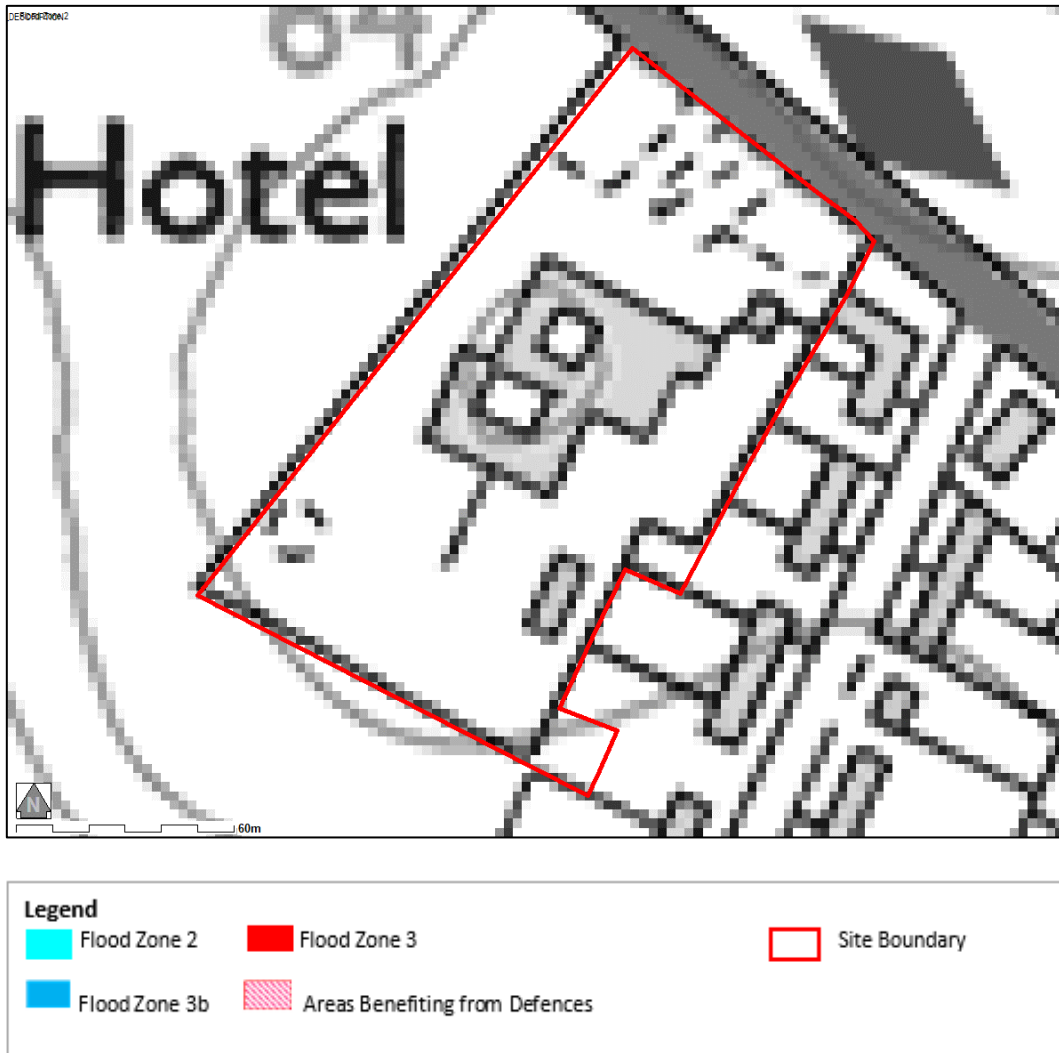 64
Hotel
N
60m
Legend
Flood Zone 2
Flood Zone 3
Site Boundary
Flood Zone 3b
Areas Benefiting from Defences